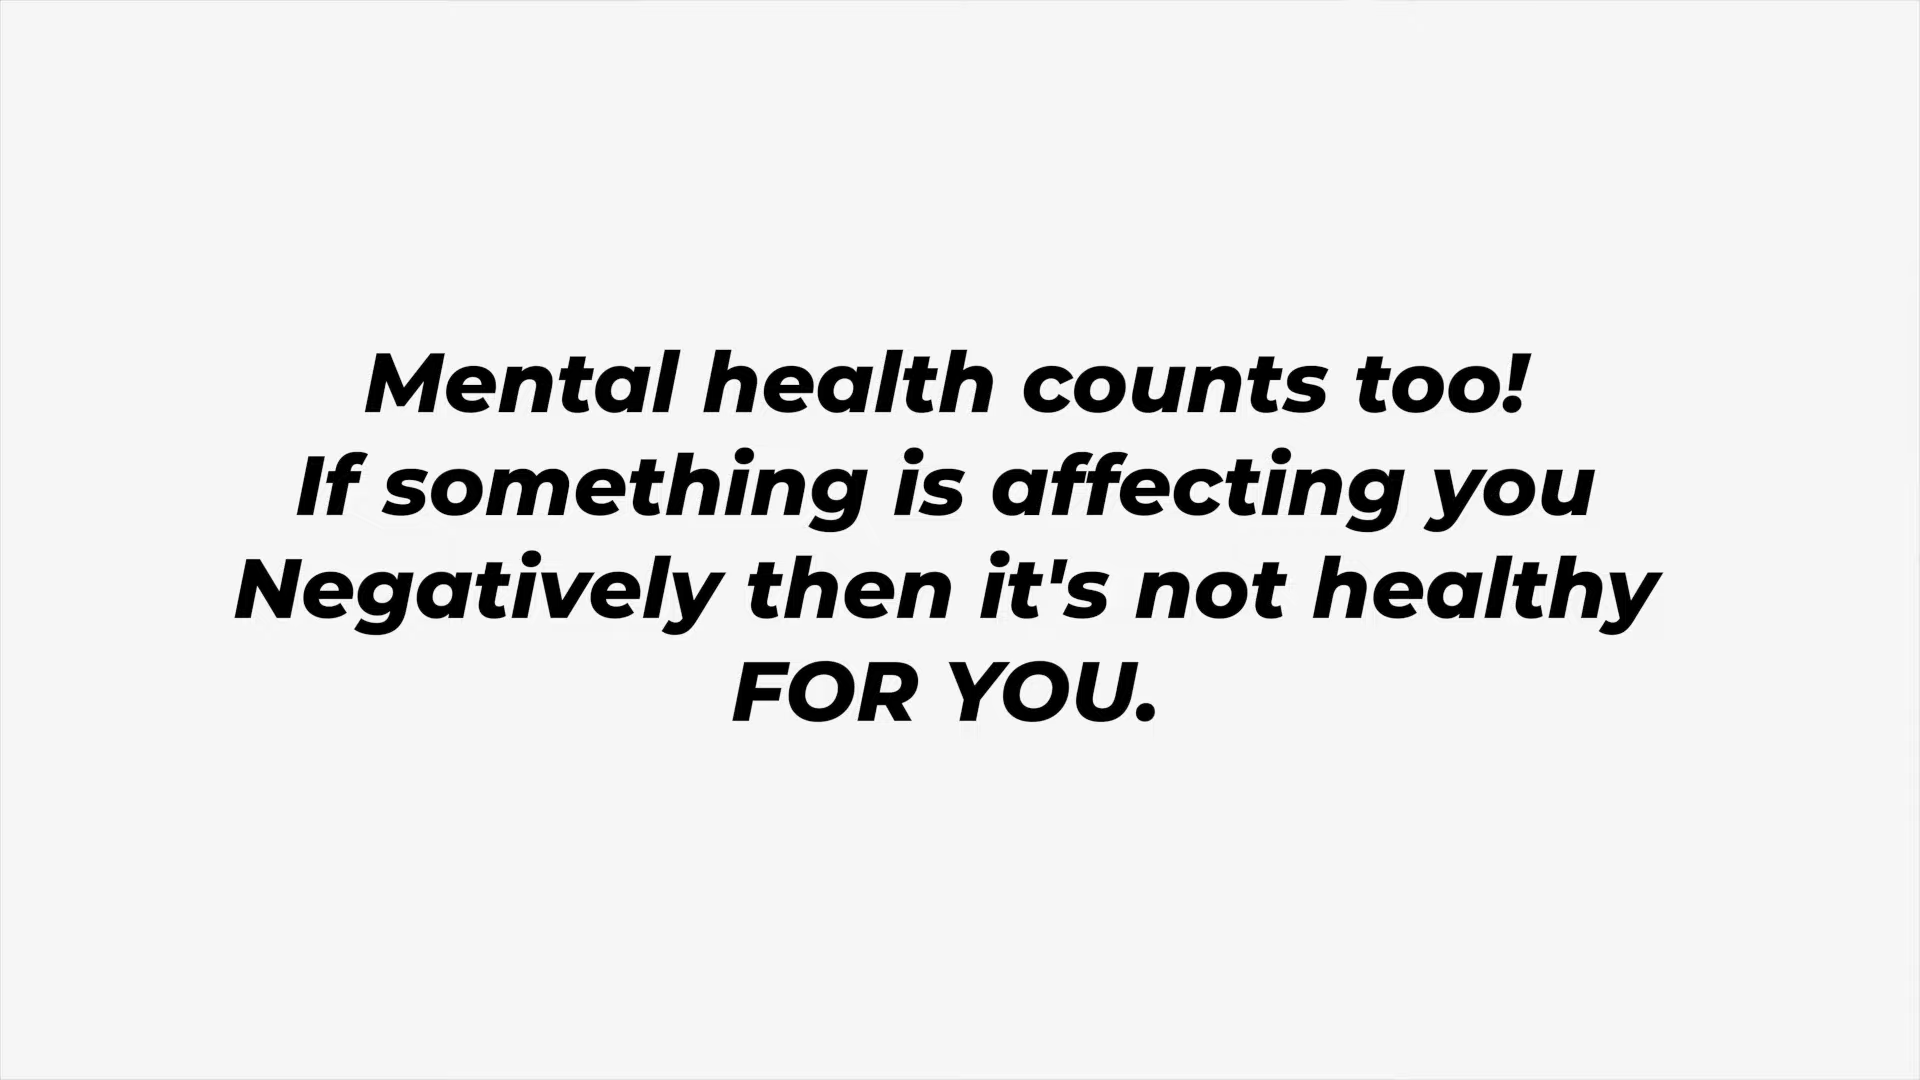 Mental health counts too!
If something is affecting you
Negatively then it's not healthy
FOR YOU.